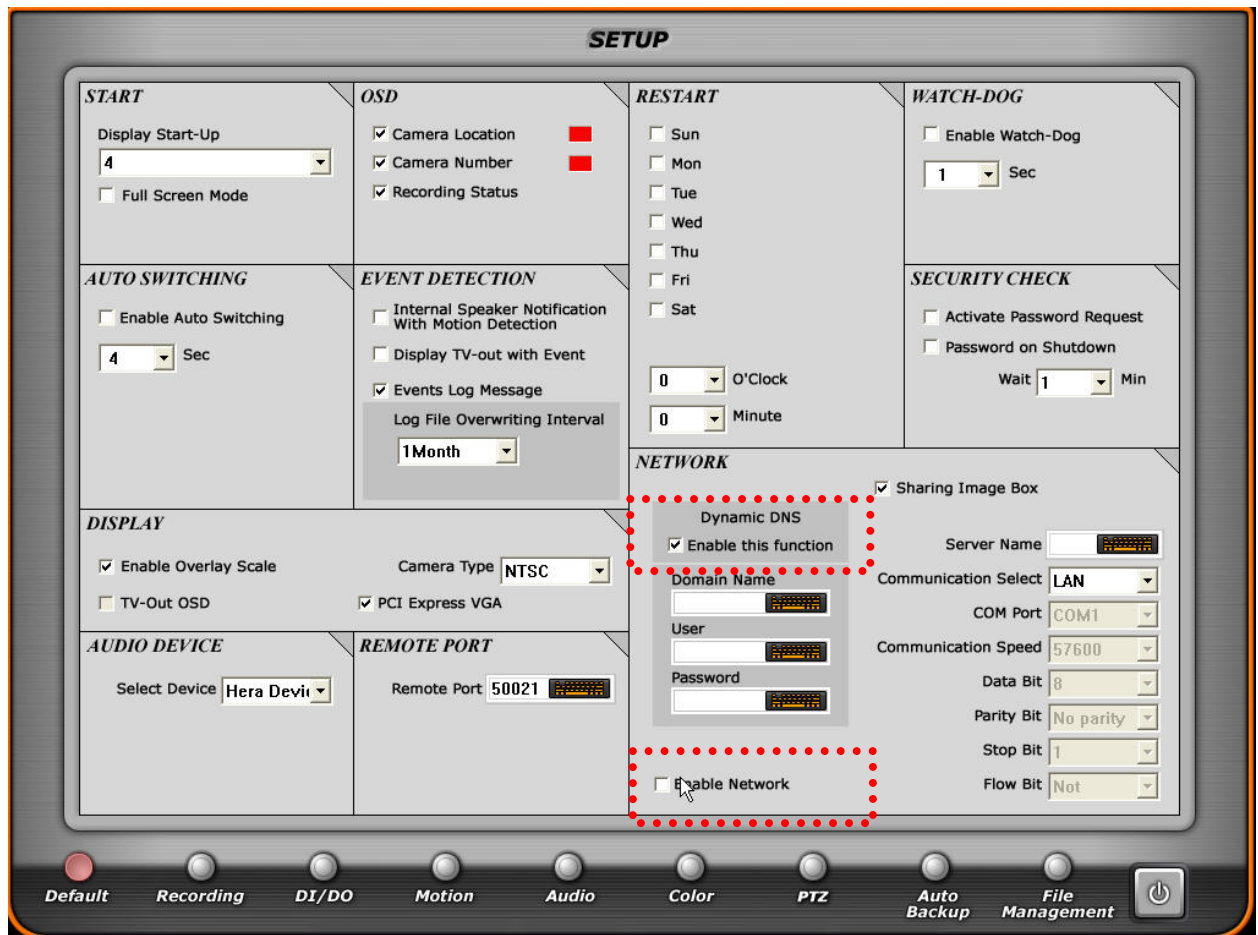 SETUP
START
Display Start-Up
4
Full Screen Mode
OSD
Camera Location
Camera Number
Recording Status
RESTART
Sun
Mon
Tue
Wed
Thu
Fri
Sat
0 O'Clock
0 Minute
WATCH-DOG
Enable Watch-Dog
1 Sec
AUTO SWITCHING
Enable Auto Switching
4 Sec
EVENT DETECTION
Internal Speaker Notification
With Motion Detection
Display TV-out with Event
Events Log Message
Log File Overwriting Interval
1Month
SECURITY CHECK
Activate Password Request
Password on Shutdown
Wait 1 Min
DISPLAY
Enable Overlay Scale
Camera Type NTSC
TV-Out OSD
PCI Express VGA
AUDIO DEVICE
Select Device Hera Devi
REMOTE PORT
Remote Port 50021
NETWORK
Sharing Image Box
Dynamic DNS
Enable this function
Domain Name
User
Password
Enable Network
Server Name
Communication Select LAN
COM Port COM1
Communication Speed 57600
Data Bit 8
Parity Bit No parity
Stop Bit 1
Flow Bit Not
Default
Recording
DI/DO
Motion
Audio
Color
PTZ
Auto
Backup
File
Management